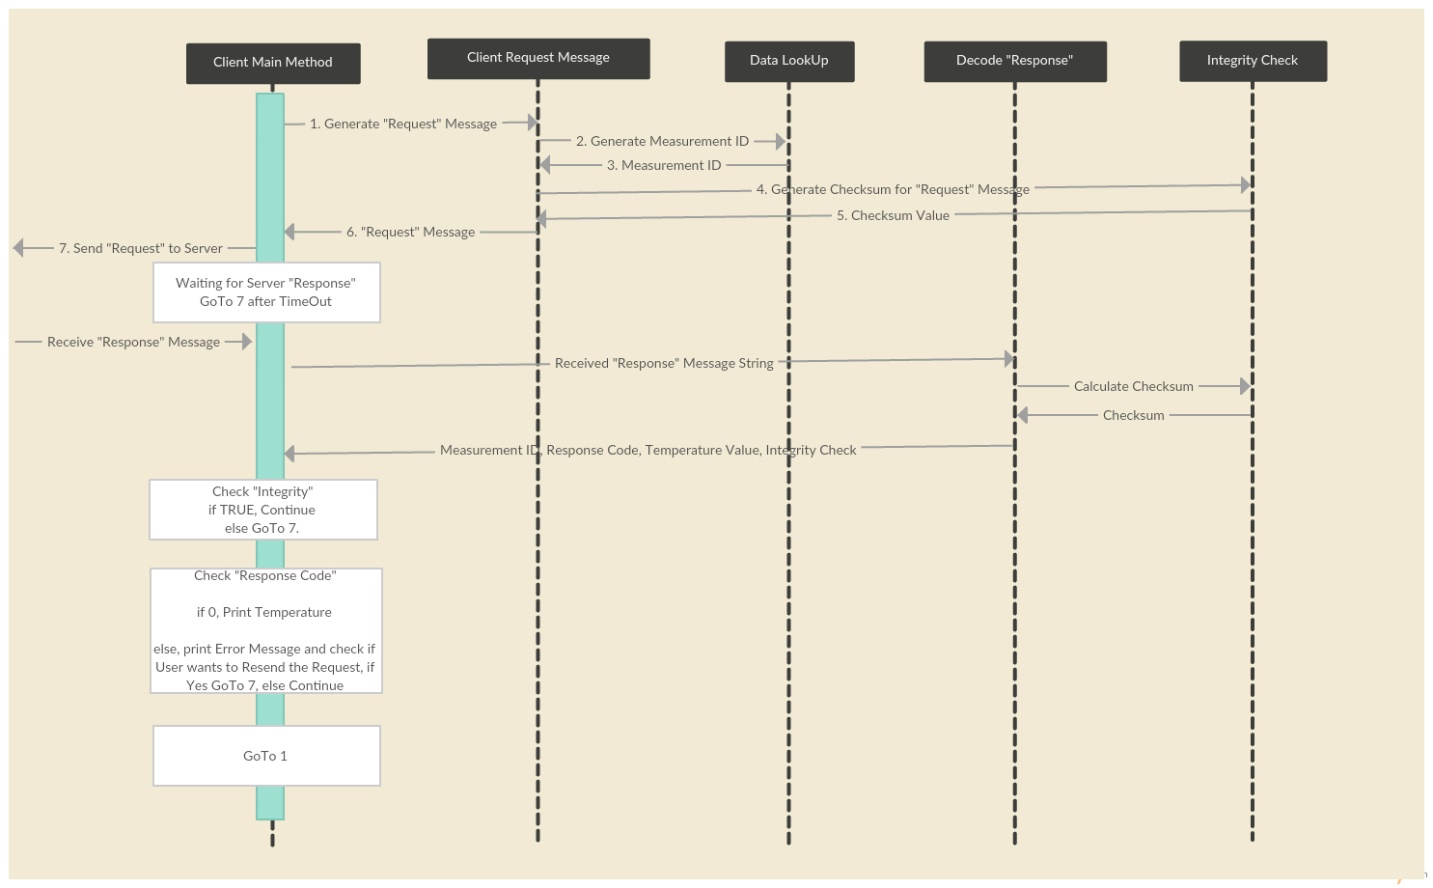 Client Main Method
Client Request Message
Data LookUp
Decode "Response"
Integrity Check
1. Generate "Request" Message
2. Generate Measurement ID
3. Measurement ID
4. Generate Checksum for "Request" Message
5. Checksum Value
6. "Request" Message
7. Send "Request" to Server
Waiting for Server "Response"
GoTo 7 after TimeOut
Receive "Response" Message
Received "Response" Message String
Calculate Checksum
Checksum
Measurement ID, Response Code, Temperature Value, Integrity Check
Check "Integrity"
if TRUE, Continue
else GoTo 7.
Check "Response Code"
if 0, Print Temperature
else, print Error Message and check if
User wants to Resend the Request, if
Yes GoTo 7, else Continue
GoTo 1